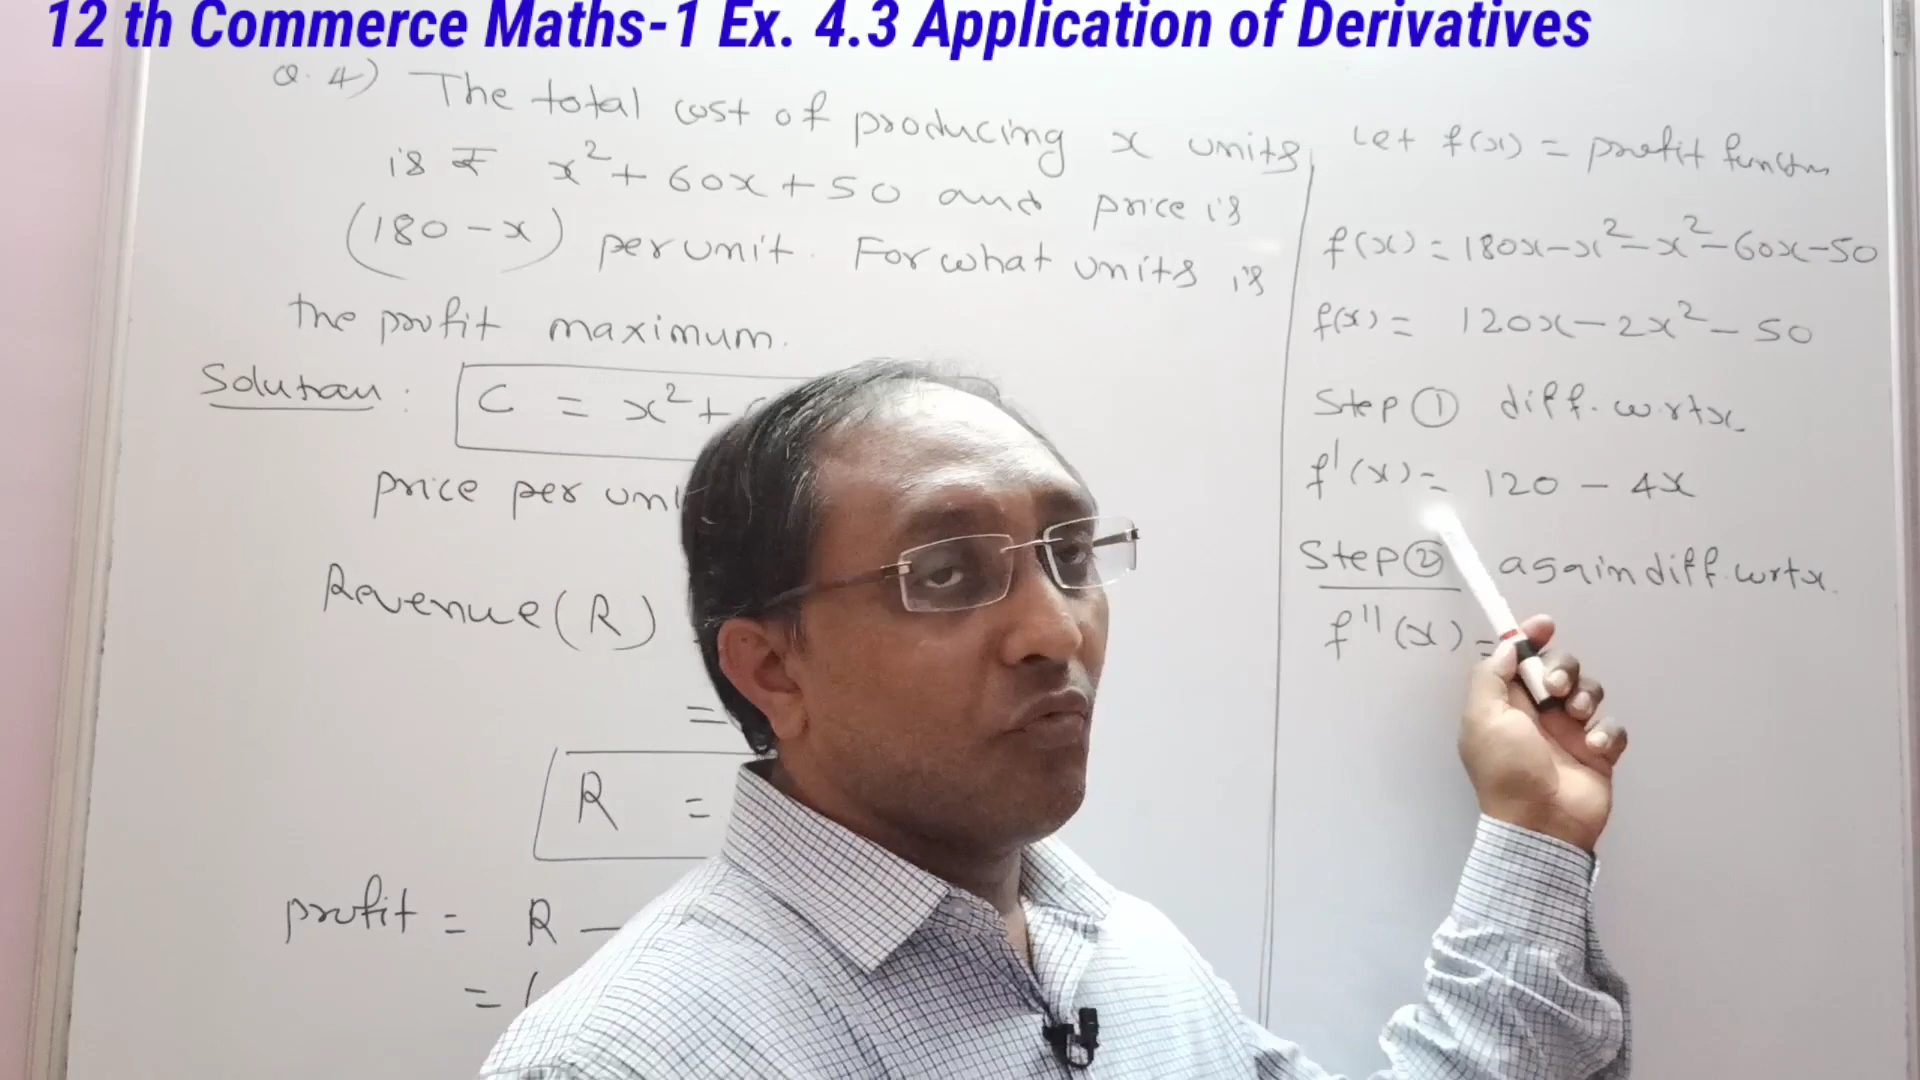 12 th Commerce Maths-1 Ex. 4.3 Application of Derivatives
Q. 4) The total cost of producing x units
is ₹ x² + 60x + 50 and price is
(180 - x) per unit. For what units is
the profit maximum.
Solution :
C = x² +
price per uni
Revenue (R)
=
R =
profit = R —
= (
Let f(x) = profit
f(x) = 180x - x² - x² - 60x - 50
f(x) = 120x - 2x² - 50
Step ① diff. w.r.t x
f'(x) = 120 - 4x
Step ② again diff. w r t x.
f''(x) =